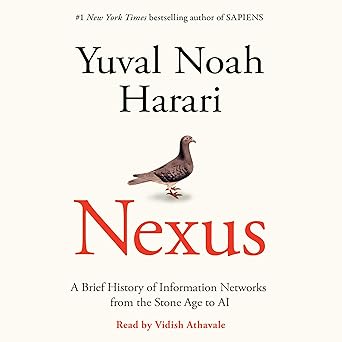 #1 New York Times bestselling author of SAPIENS
Yuval Noah
Harari
Nexus
A Brief History of Information Networks
from the Stone Age to AI
Read by Vidish Athavale